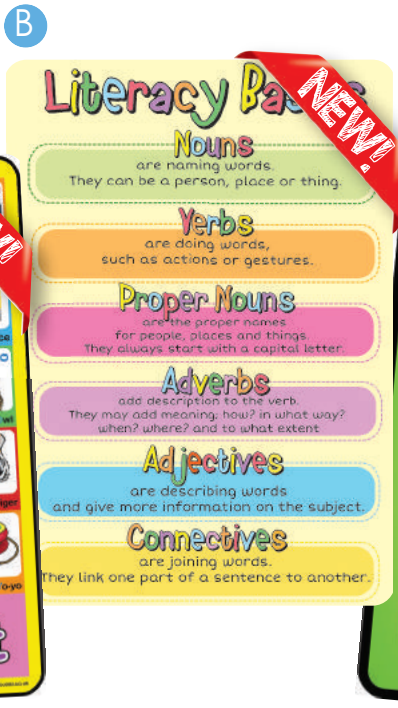 B
Literacy Ba
NEW!
Nouns
are naming words.
They can be a person, place or thing.
Verbs
are doing words,
such as actions or gestures.
Proper Nouns
are the proper names
for people, places and things.
They always start with a capital letter.
Adverbs
add description to the verb.
They may add meaning: how? in what way?
when? where? and to what extent
Adjectives
are describing words
and give more information on the subject.
Connectives
are joining words.
They link one part of a sentence to another.
iger
o-yo